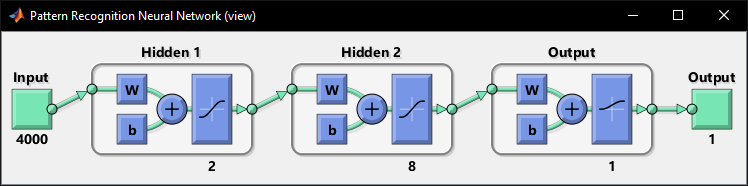 Pattern Recognition Neural Network (view)
Hidden 1 Hidden 2 Output
Input Output
W W W
b b b
4000 1
2 8 1